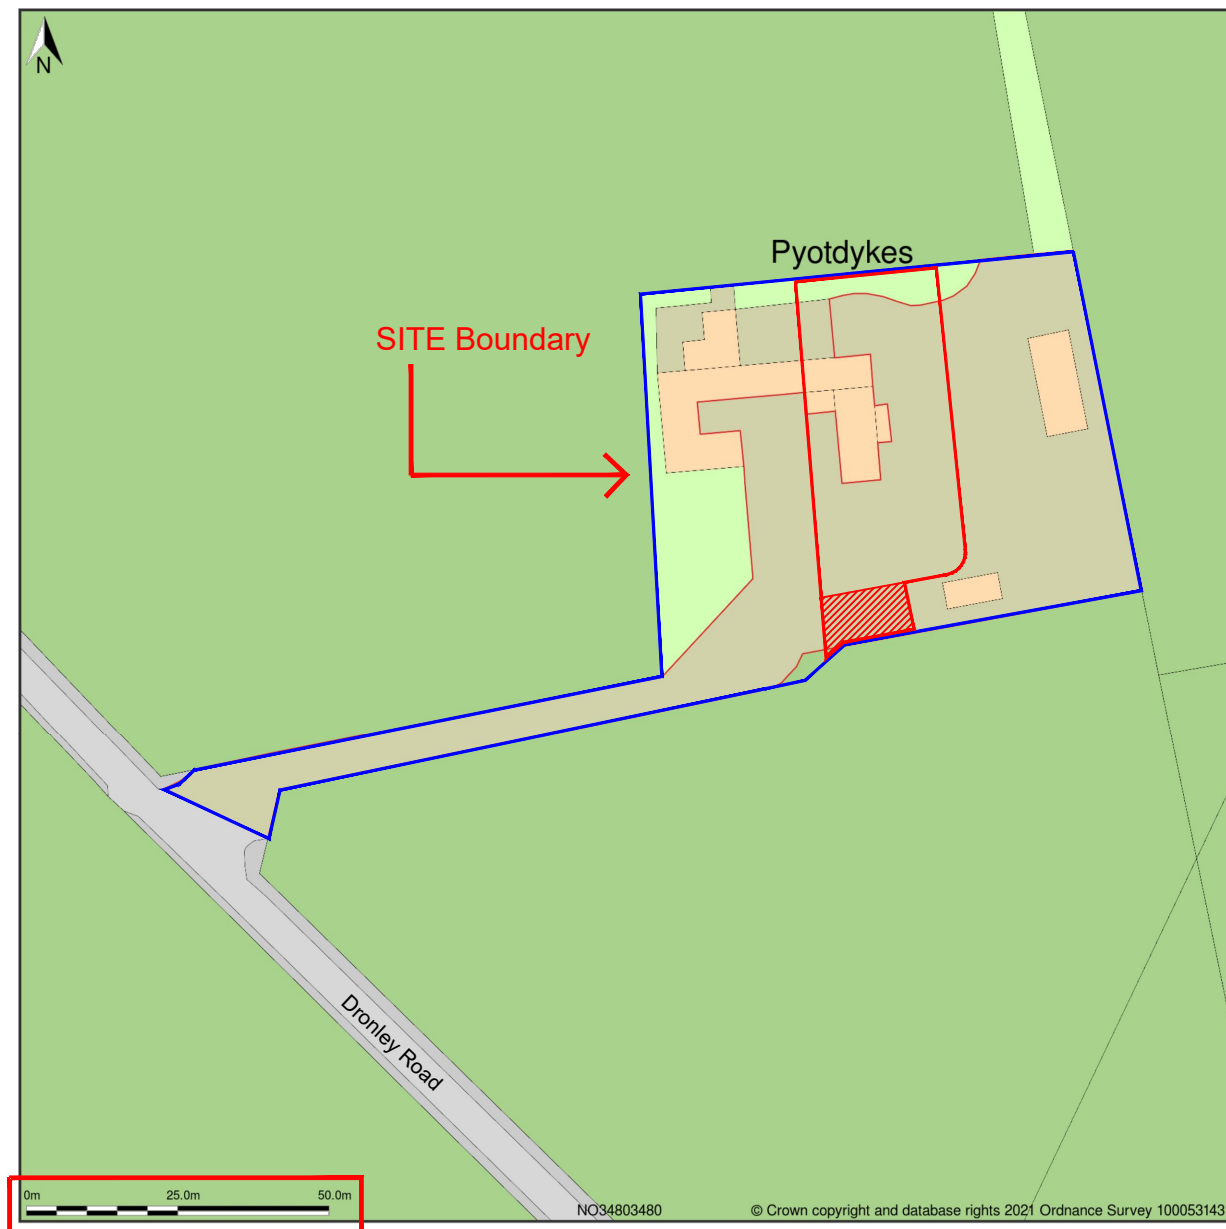 N
Pyotdykes
SITE Boundary
Dronley Road
0m 25.0m 50.0m
NO34803480
© Crown copyright and database rights 2021 Ordnance Survey 100053143